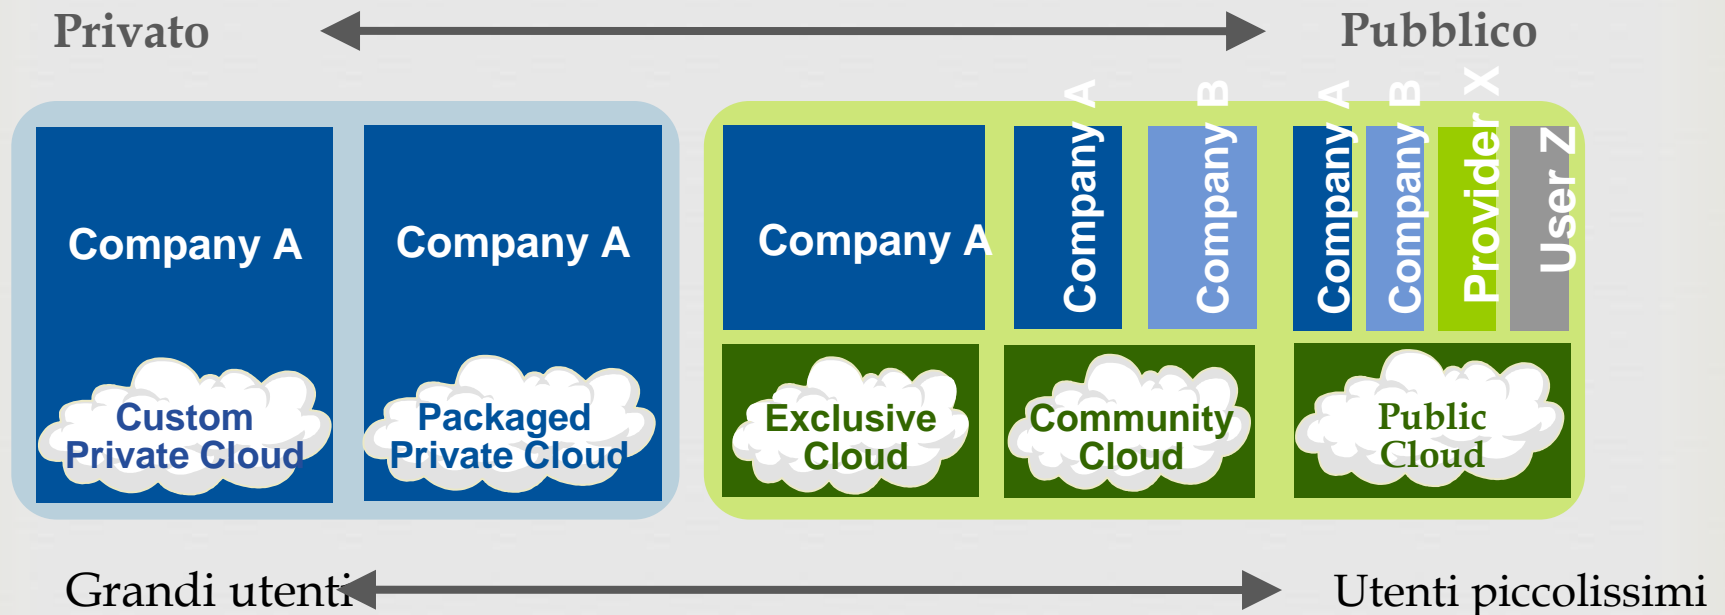 Privato
Pubblico
Company A
Company A
Company A
Company A
Company B
Company A
Company B
Provider X
User Z
Custom
Private Cloud
Packaged
Private Cloud
Exclusive
Cloud
Community
Cloud
Public
Cloud
Grandi utenti
Utenti piccolissimi